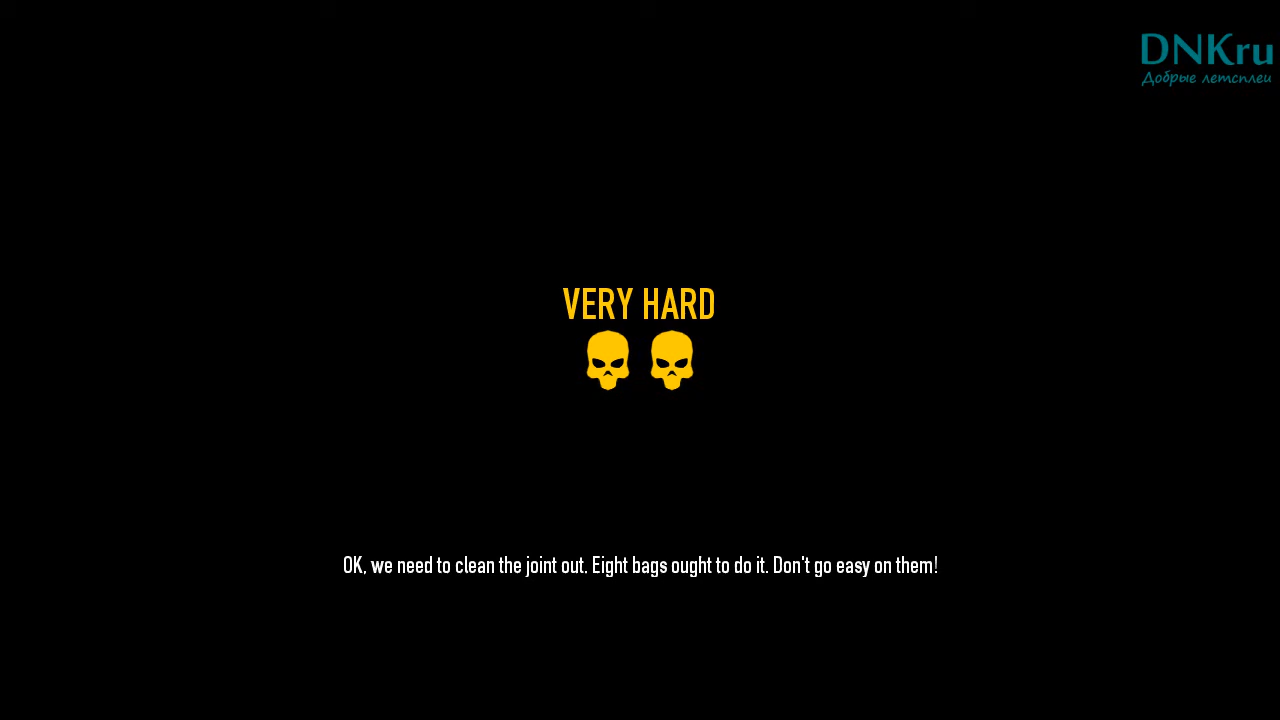 DNKru
Добрые летсплеи
VERY HARD
OK, we need to clean the joint out. Eight bags ought to do it. Don't go easy on them!